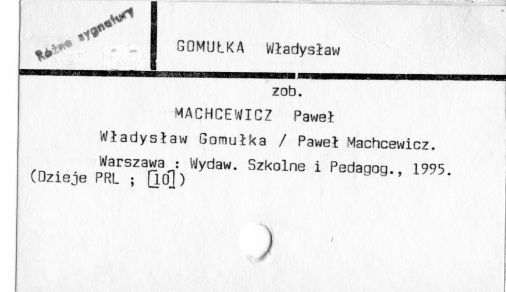 Różne sygnatury
GOMUŁKA Władysław
zob.
MACHCEWICZ Paweł
Władysław Gomułka / Paweł Machcewicz.
Warszawa : Wydaw. Szkolne i Pedagog., 1995.
(Dzieje PRL ; [10])